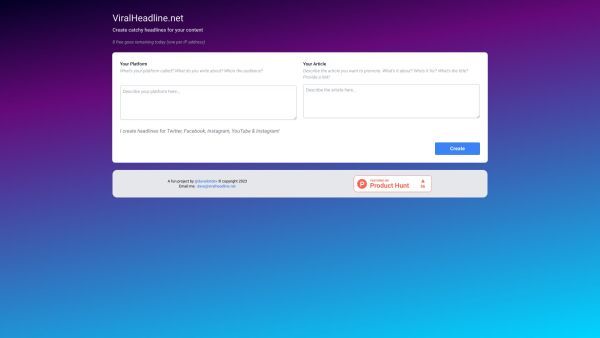 ViralHeadline.net
Create catchy headlines for your content
free goes remaining today (one per IP address)
Your Platform
What's your platform called? What do you write about? Who's the audience?
Describe your platform here...
Your Article
Describe the article you want to promote. What's it about? Who's it for? What's the title?
Provide a link?
Describe the article here...
I create headlines for Twitter, Facebook, Instagram, YouTube & Instagram!
Create
A fun project by © copyright 2023
Email me: dave@viralheadline.net
FEATURED ON
Product Hunt